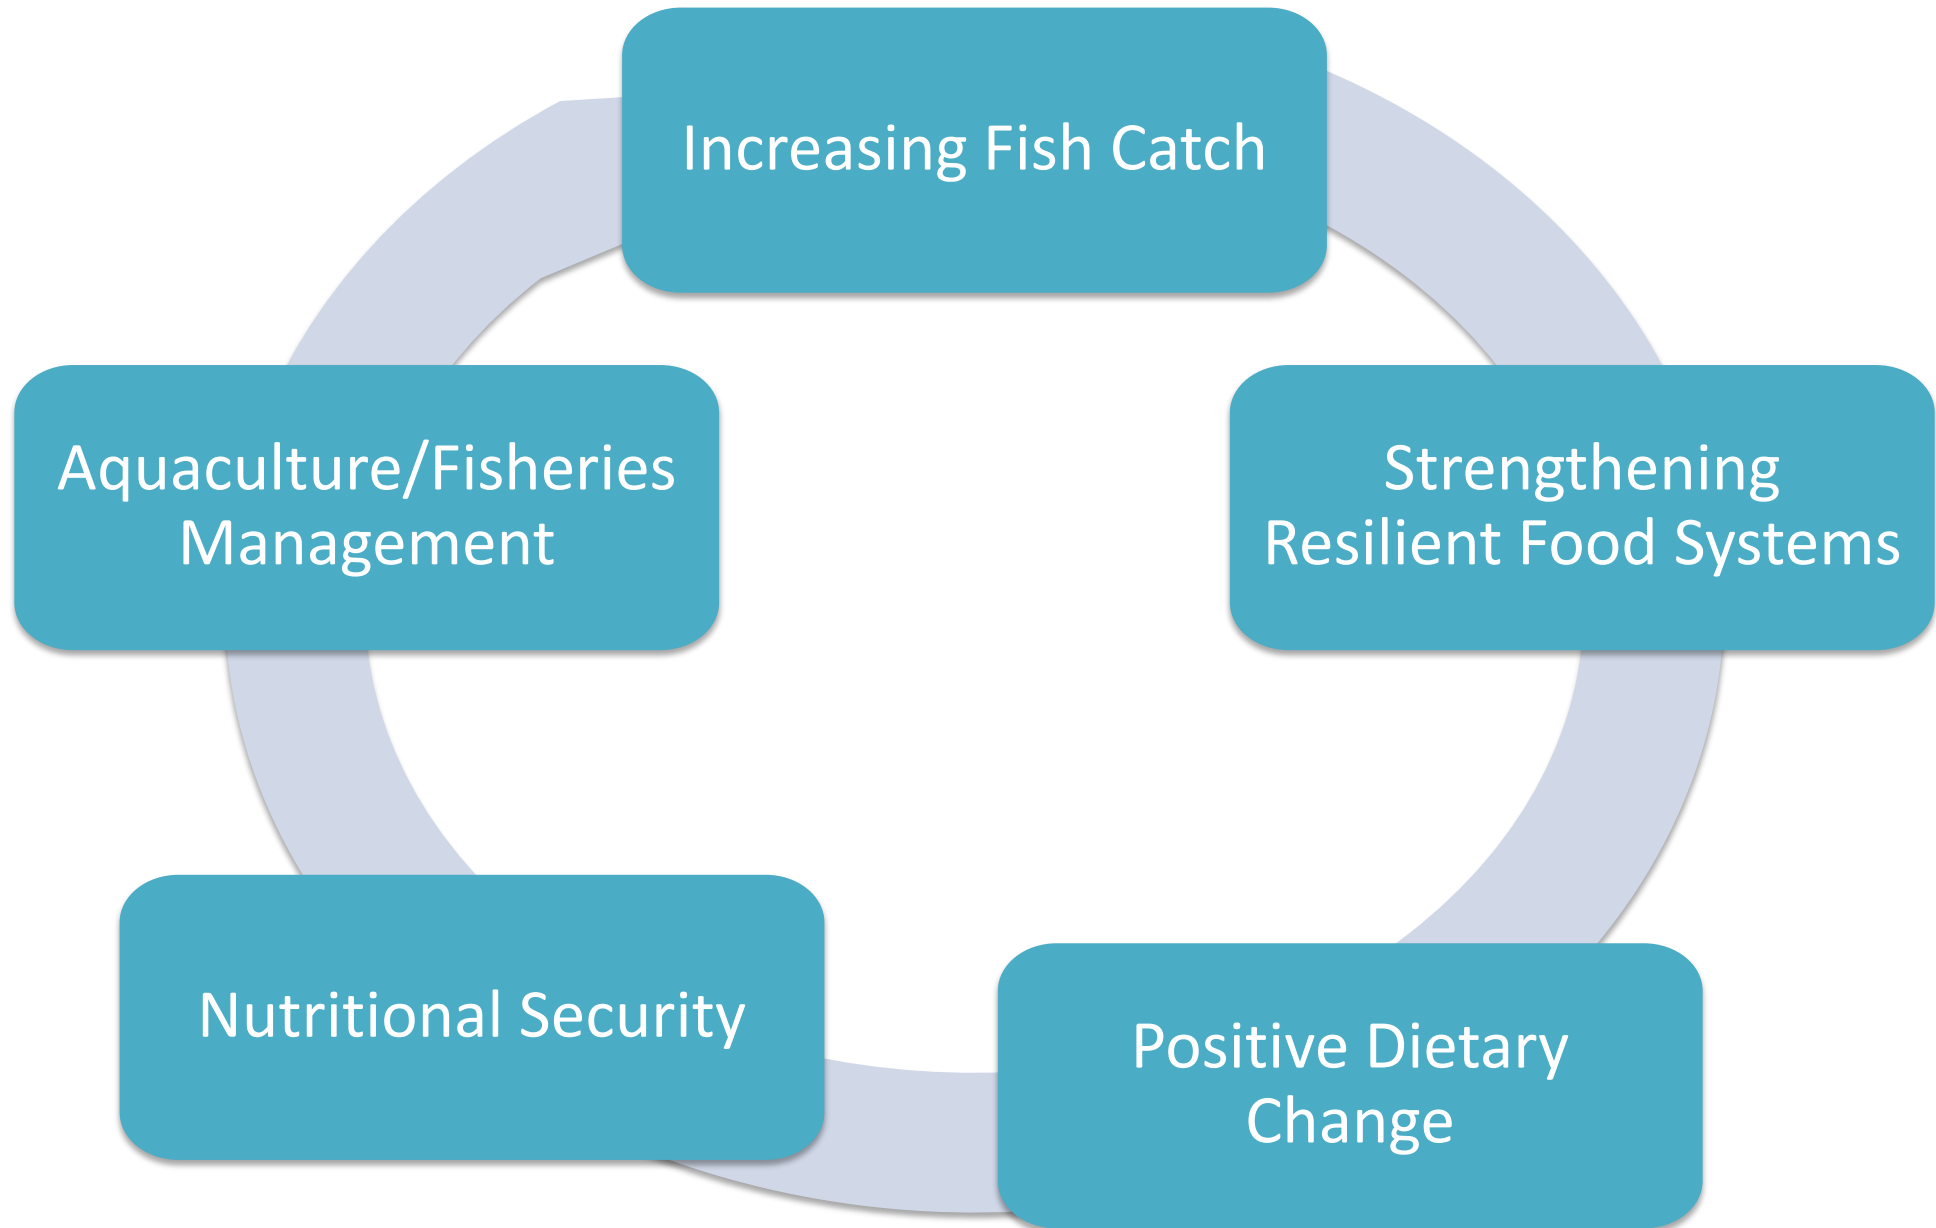 Increasing Fish Catch
Strengthening
Resilient Food Systems
Positive Dietary
Change
Nutritional Security
Aquaculture/Fisheries
Management